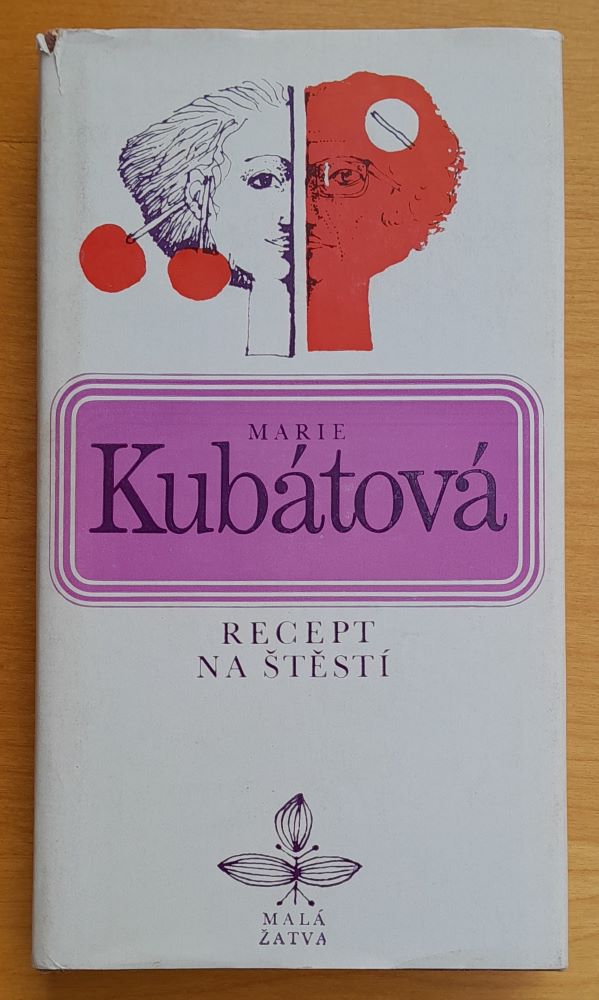 MARIE
Kubátová
RECEPT
NA ŠTĚSTÍ
MALÁ
ŽATVA